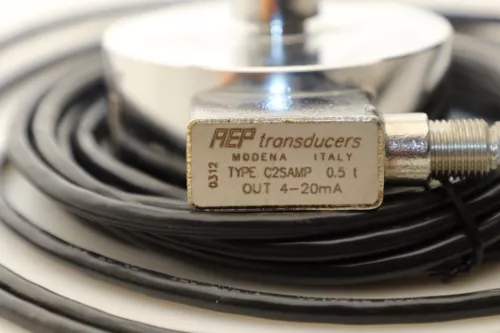 AEP transducers
MODENA ITALY
TYPE C2SAMP 0.5 t
OUT 4-20mA
0312